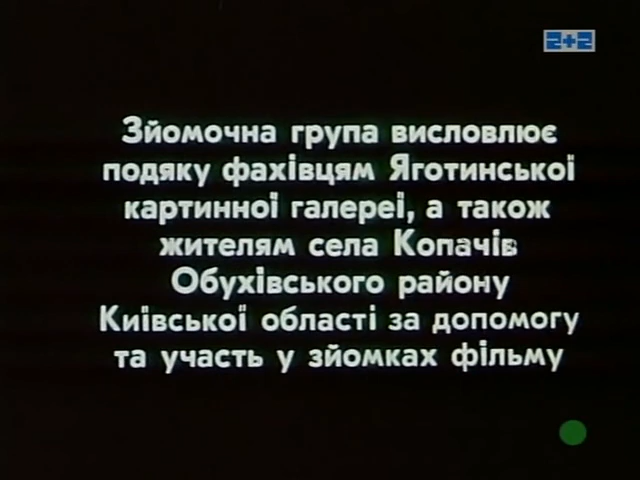 2+2
Зйомочна група висловлює
подяку фахівцям Яготинської
картинної галереї, а також
жителям села Копачів
Обухівського району
Київської області за допомогу
та участь у зйомках фільму